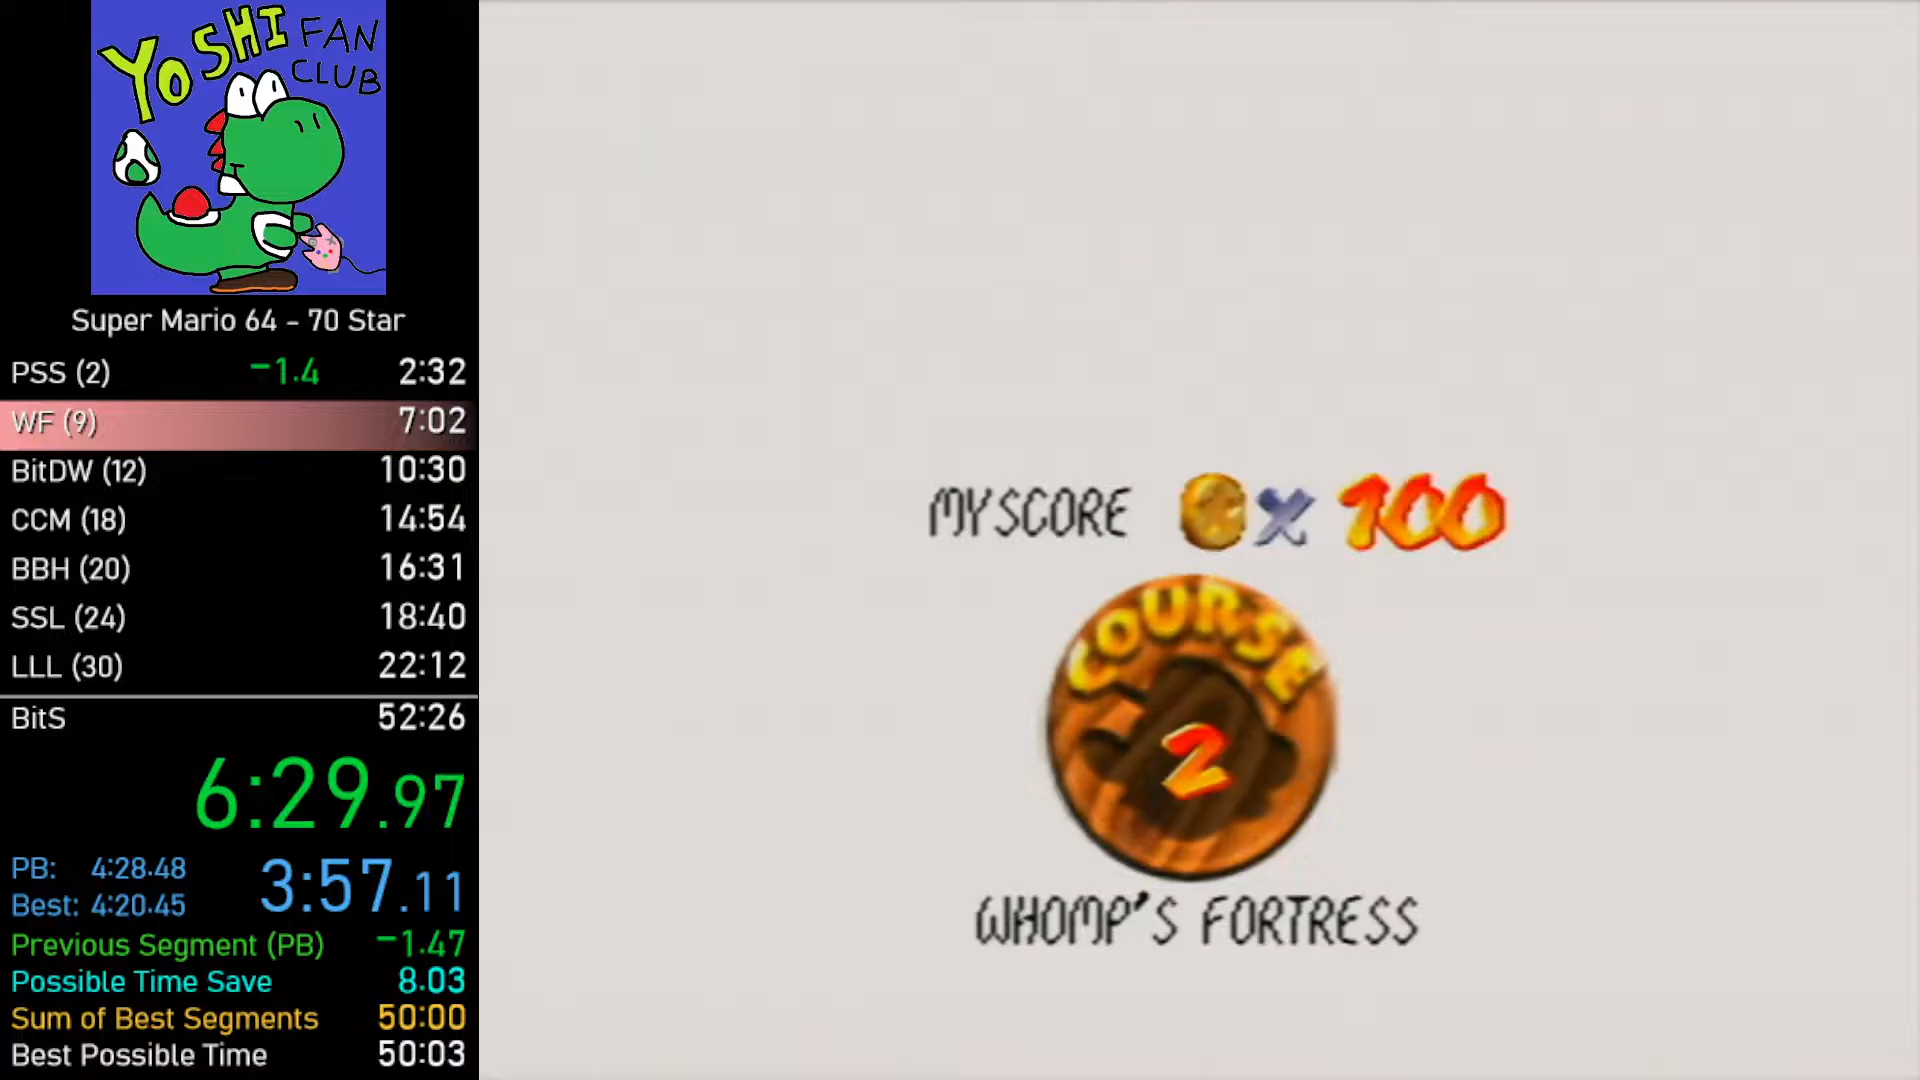 YOSHI FAN
CLUB
Super Mario 64 - 70 Star
PSS (2) -1.4 2:32
WF (9) 7:02
BitDW (12) 10:30
CCM (18) 14:54
BBH (20) 16:31
SSL (24) 18:40
LLL (30) 22:12
BitS 52:26
6:29.97
PB: 4:28.48
Best: 4:20.45
3:57.11
Previous Segment (PB) -1.47
Possible Time Save 8.03
Sum of Best Segments 50:00
Best Possible Time 50:03
MYSCORE x 100
COURSE
2
WHOMP'S FORTRESS